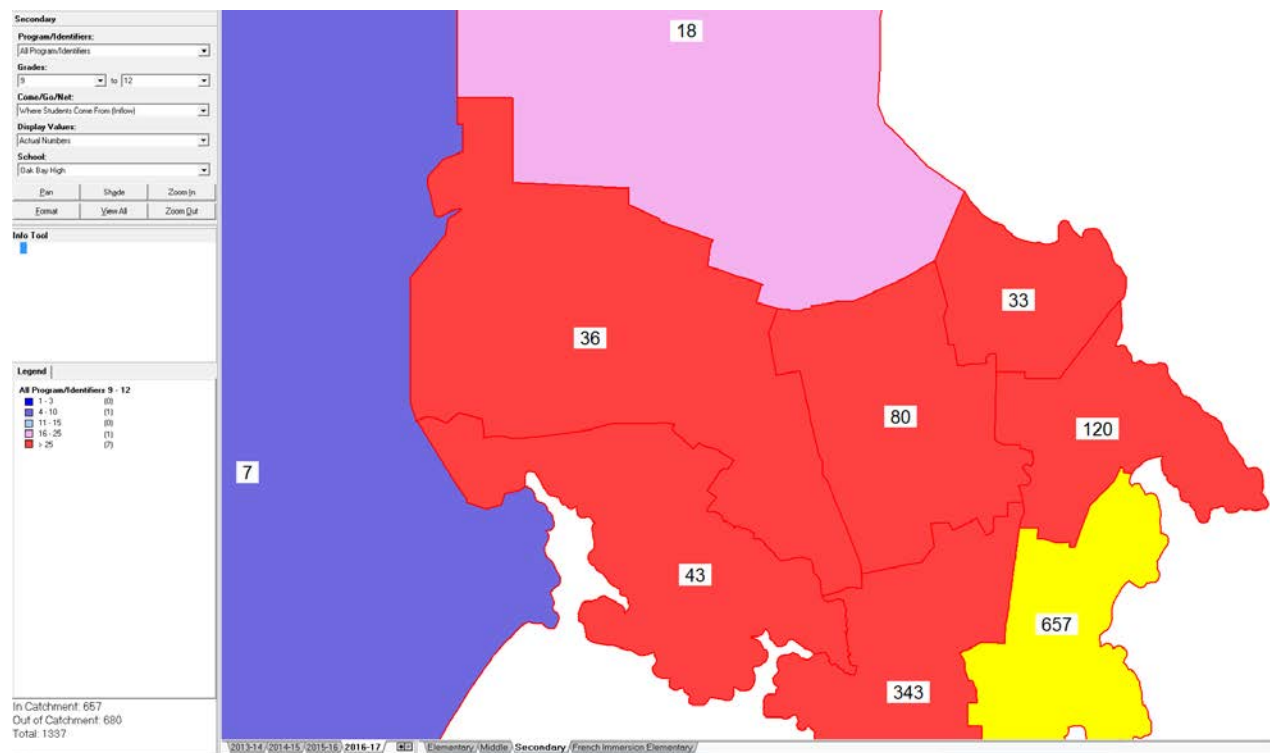 Secondary
Program/Identifiers:
All Program/Identifiers
Grades:
9 to 12
Come/Go/Net:
Where Students Come From (Inflow)
Display Values:
Actual Numbers
School:
Oak Bay High
Pan Shade Zoom In
Format View All Zoom Out
Info Tool
Legend
All Program/Identifiers 9 - 12
1 - 3 (0)
4 - 10 (1)
11 - 15 (0)
16 - 25 (1)
> 25 (7)
In Catchment: 657
Out of Catchment: 680
Total: 1337
18
33
36
80
120
7
43
657
343
2013-14 2014-15 2015-16 2016-17 Elementary Middle Secondary French Immersion Elementary